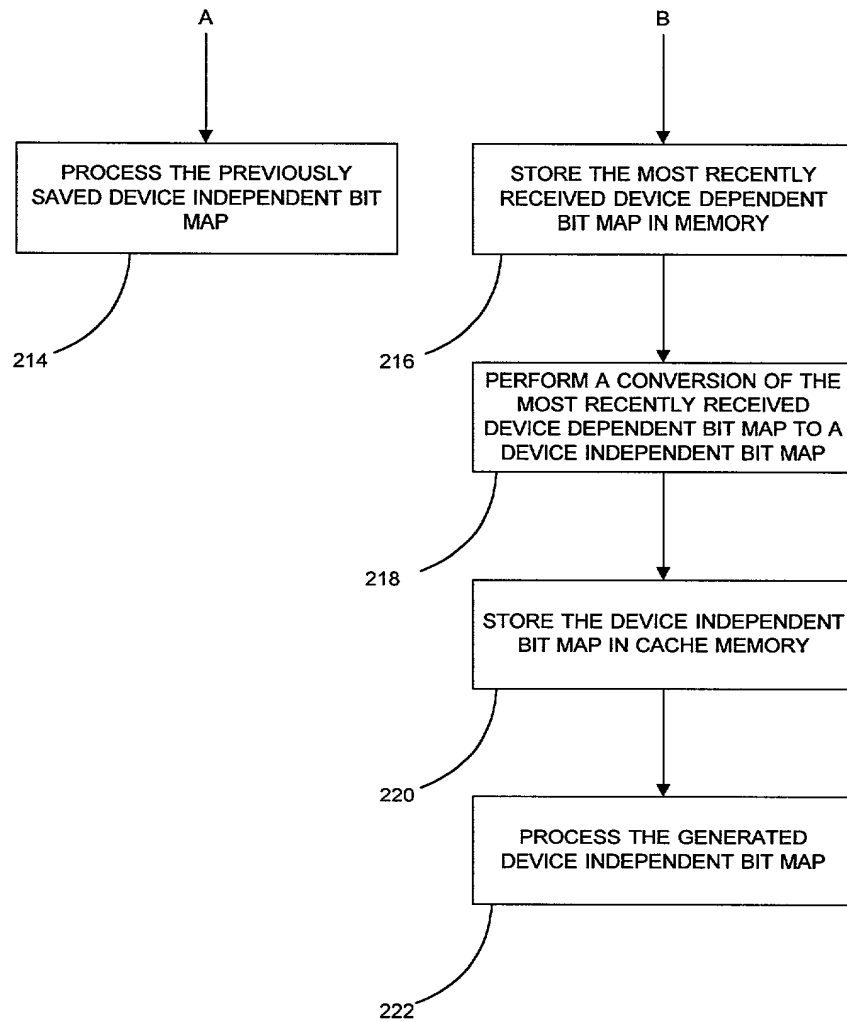 A
PROCESS THE PREVIOUSLY
SAVED DEVICE INDEPENDENT BIT
MAP
214
B
STORE THE MOST RECENTLY
RECEIVED DEVICE DEPENDENT
BIT MAP IN MEMORY
216
PERFORM A CONVERSION OF THE
MOST RECENTLY RECEIVED
DEVICE DEPENDENT BIT MAP TO A
DEVICE INDEPENDENT BIT MAP
218
STORE THE DEVICE INDEPENDENT
BIT MAP IN CACHE MEMORY
220
PROCESS THE GENERATED
DEVICE INDEPENDENT BIT MAP
222